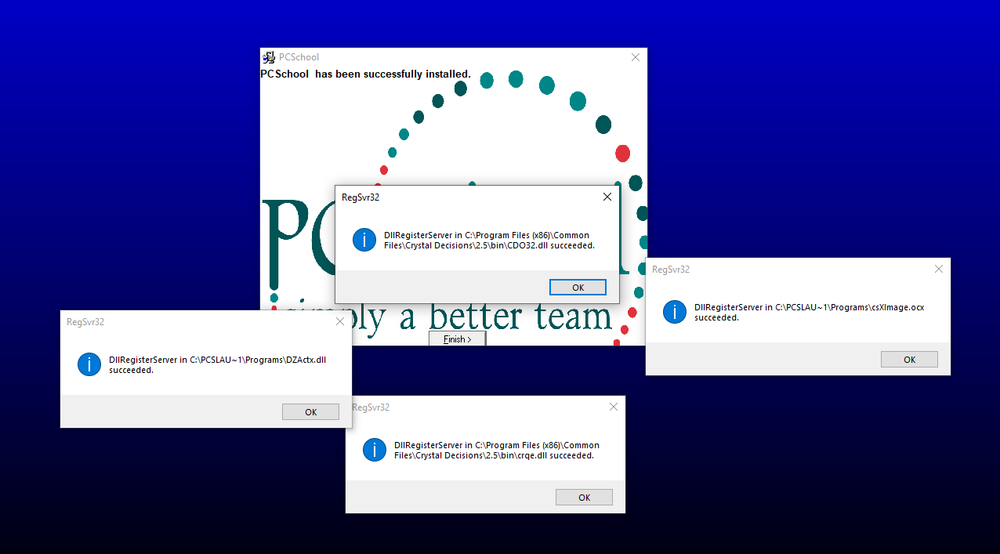 PCSchool
PCSchool has been successfully installed.
RegSvr32
DllRegisterServer in C:\Program Files (x86)\Common
Files\Crystal Decisions\2.5\bin\CDO32.dll succeeded.
OK
PC
simply a better team
Finish >
RegSvr32
DllRegisterServer in C:\PCSLAU~1\Programs\csXImage.ocx
succeeded.
OK
RegSvr32
DllRegisterServer in C:\PCSLAU~1\Programs\DZActx.dll
succeeded.
OK
RegSvr32
DllRegisterServer in C:\Program Files (x86)\Common
Files\Crystal Decisions\2.5\bin\crqe.dll succeeded.
OK